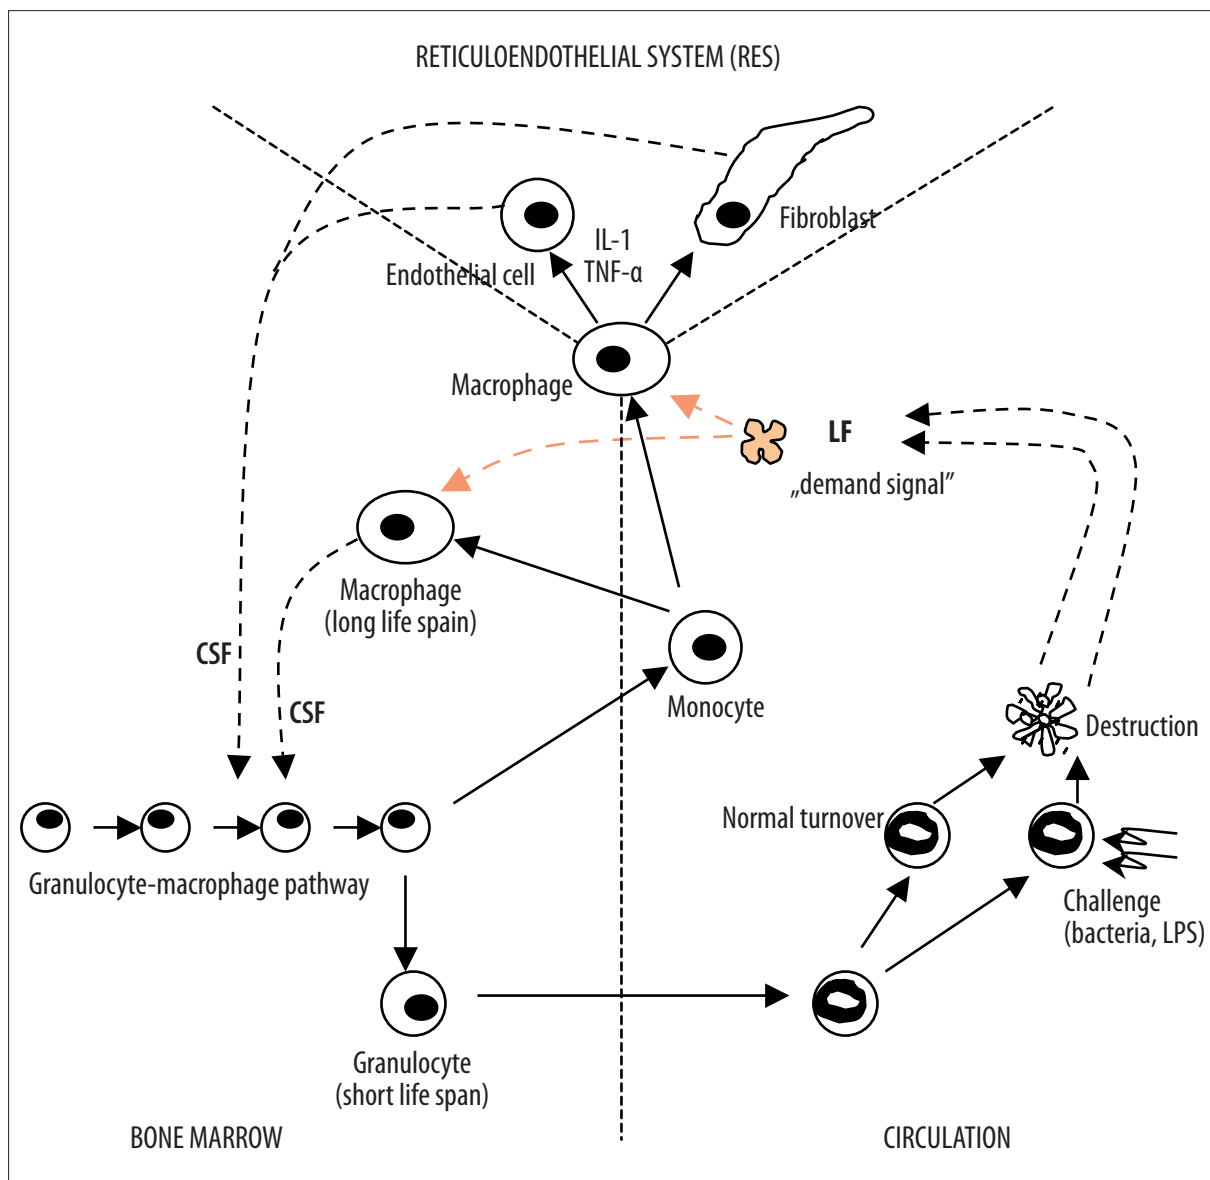 RETICULOENDOTHELIAL SYSTEM (RES)
Fibroblast
IL-1
TNF-α
Endothelial cell
Macrophage
LF
„demand signal”
Macrophage
(long life spain)
CSF
CSF
Monocyte
Destruction
Normal turnover
Granulocyte-macrophage pathway
Challenge
(bacteria, LPS)
Granulocyte
(short life span)
BONE MARROW
CIRCULATION